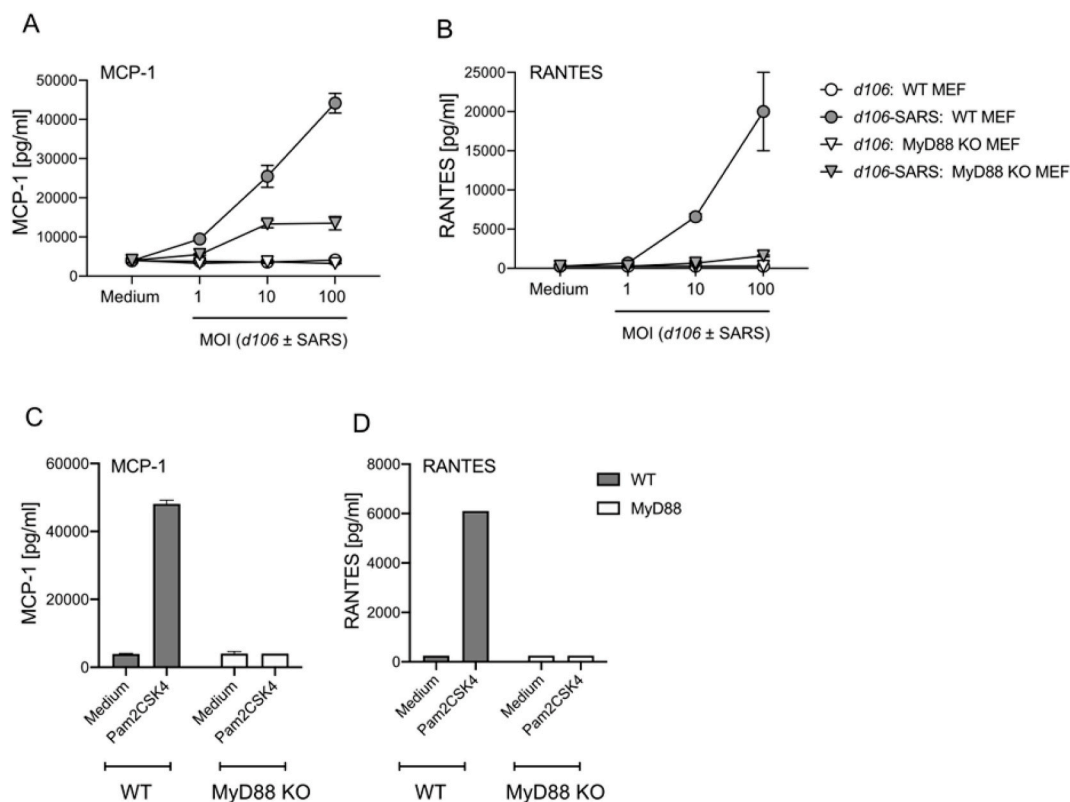 A
MCP-1
MCP-1 [pg/ml]
50000
40000
30000
20000
10000
0
Medium
1
10
100
MOI (d106 ± SARS)
B
RANTES
RANTES [pg/ml]
25000
20000
15000
10000
5000
0
Medium
1
10
100
MOI (d106 ± SARS)
d106: WT MEF
d106-SARS: WT MEF
d106: MyD88 KO MEF
d106-SARS: MyD88 KO MEF
C
MCP-1
MCP-1 [pg/ml]
60000
40000
20000
0
Medium
Pam2CSK4
Medium
Pam2CSK4
WT
MyD88 KO
D
RANTES
RANTES [pg/ml]
8000
6000
4000
2000
0
Medium
Pam2CSK4
Medium
Pam2CSK4
WT
MyD88 KO
WT
MyD88